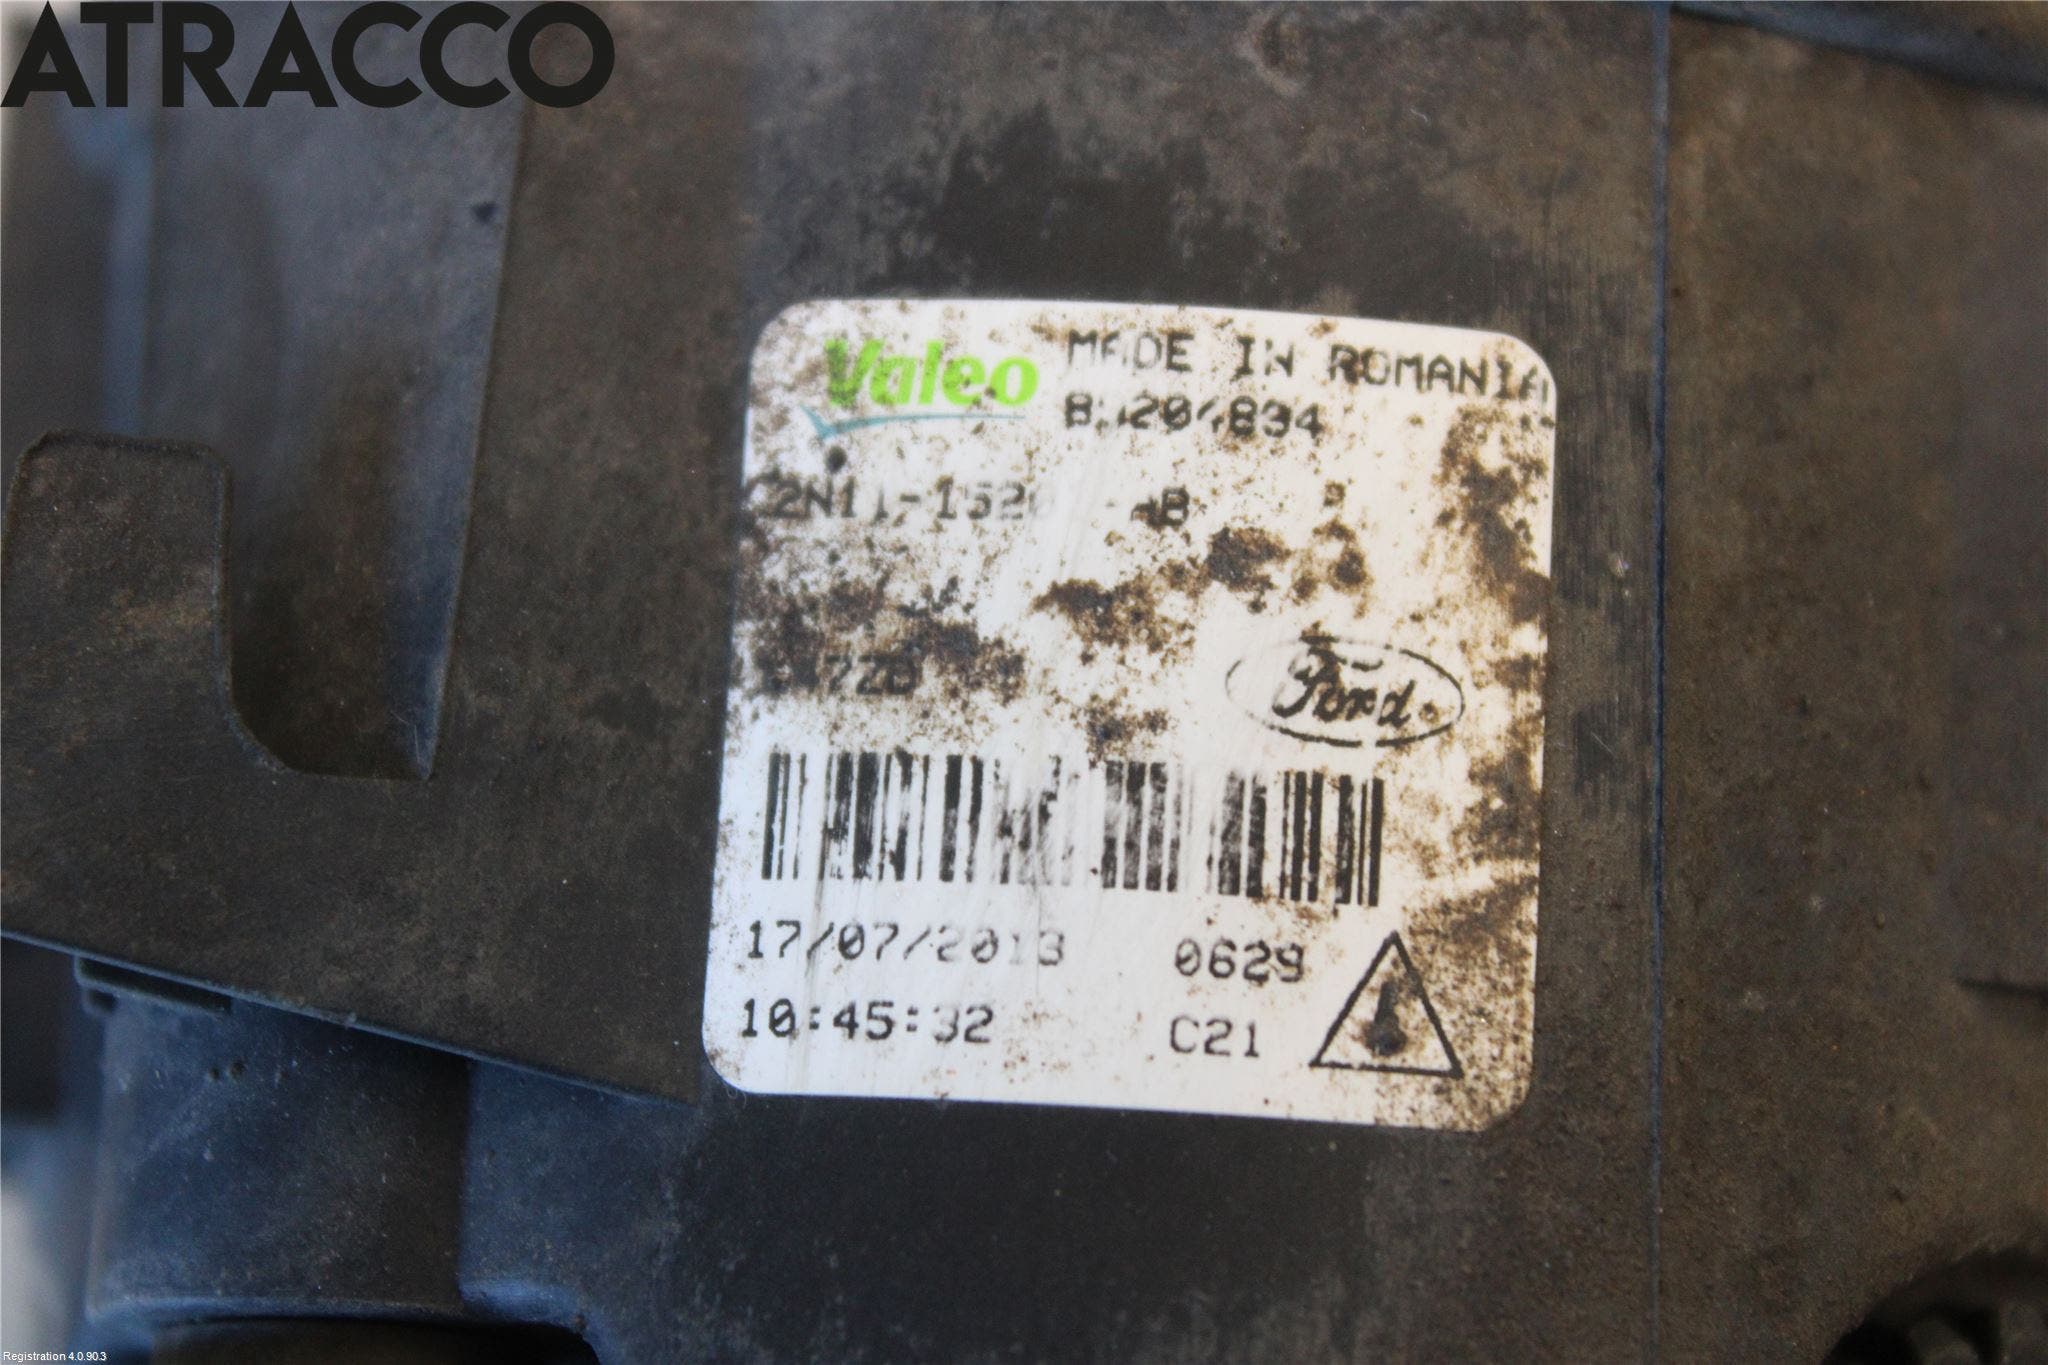 ATRACCO
Valeo MADE IN ROMANIA
17/07/2013 0629
10:45:32 C21
Ford
Registration 4.0.90.3